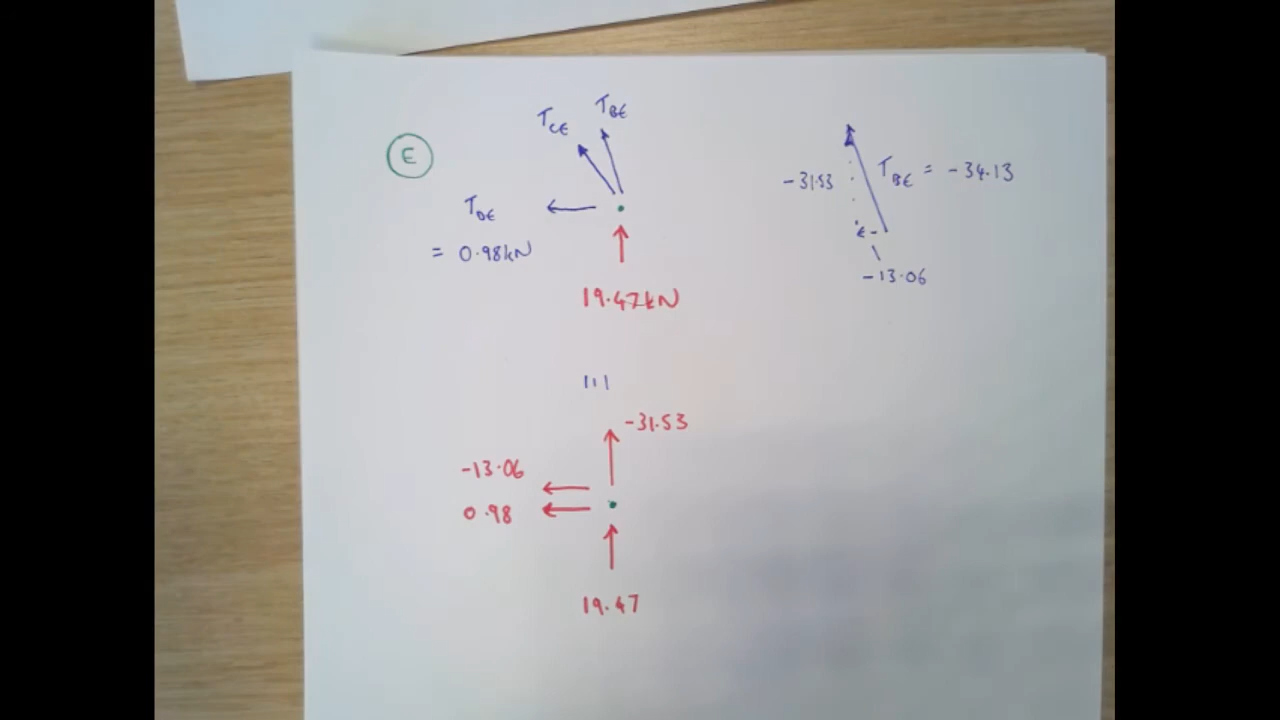 E
T_CE
T_BE
T_DE
= 0.98kN
19.47kN
-31.53
T_BE = -34.13
-13.06
-31.53
-13.06
0.98
19.47